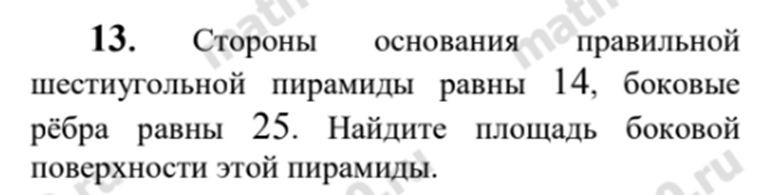 13. Стороны основания правильной
шестиугольной пирамиды равны 14, боковые
рёбра равны 25. Найдите площадь боковой
поверхности этой пирамиды.